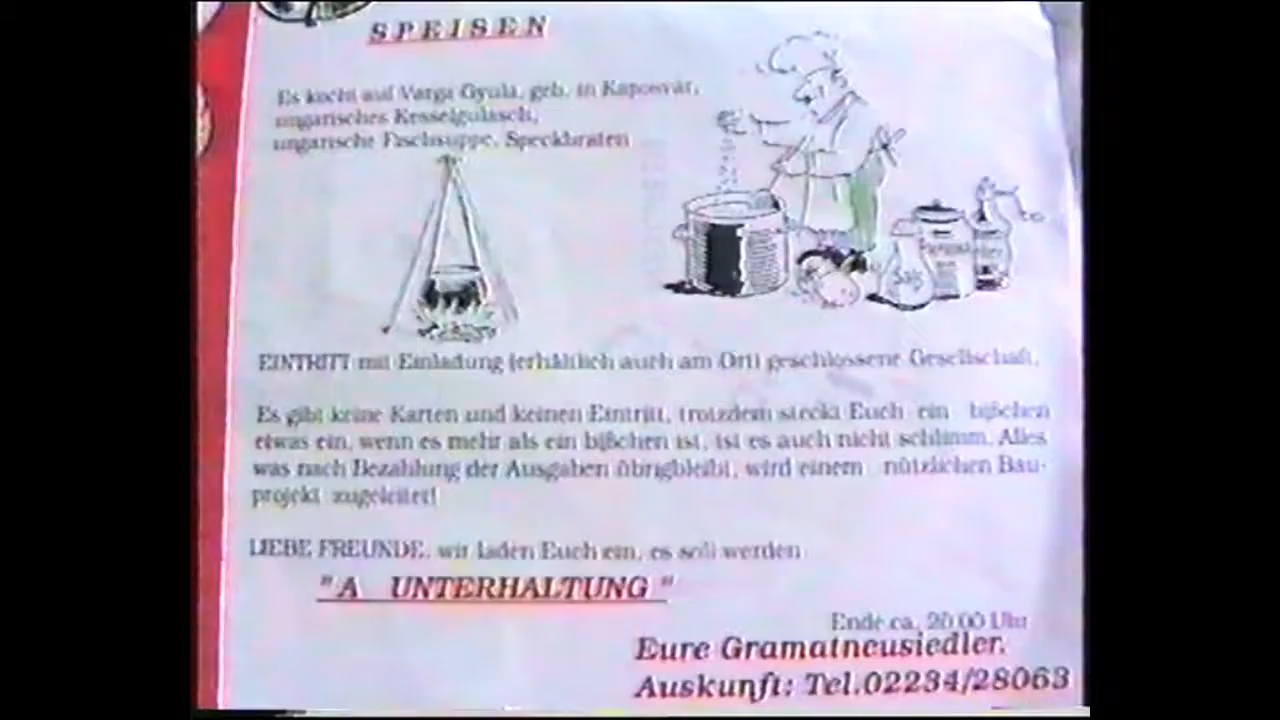 SPEISEN
Es kocht auf Varga Gyula, geb. in Kaposvár,
ungarisches Kesselgulasch,
ungarische Fischsuppe, Speckbraten
Salz
EINTRITT mit Einladung (erhältlich auch am Ort) geschlossene Gesellschaft.
Es gibt keine Karten und keinen Eintritt, trotzdem steckt Euch ein bißchen
etwas ein, wenn es mehr als ein bißchen ist, ist es auch nicht schlimm. Alles
was nach Bezahlung der Ausgaben übrigbleibt, wird einem nützlichen Bau-
projekt zugeleitet!
LIEBE FREUNDE, wir laden Euch ein, es soll werden
"A UNTERHALTUNG"
Ende ca. 20.00 Uhr
Eure Gramatneusiedler.
Auskunft: Tel.02234/28063